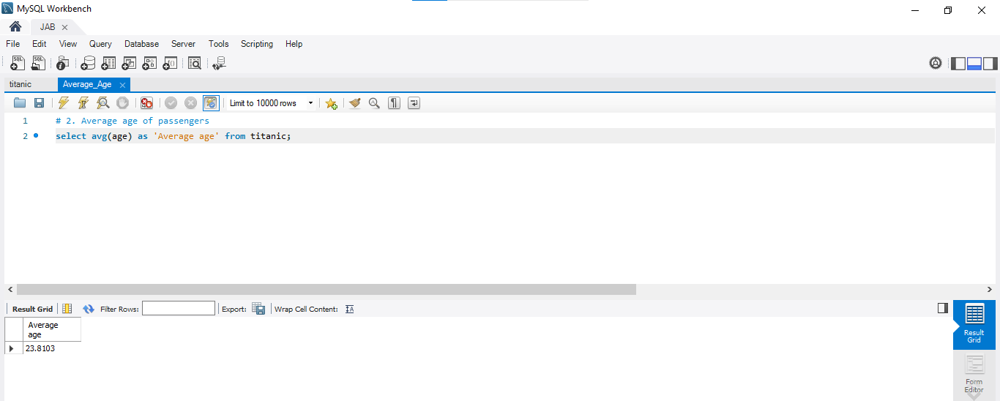 MySQL Workbench
JAB
File Edit View Query Database Server Tools Scripting Help
titanic Average_Age
Limit to 10000 rows
1 # 2. Average age of passengers
2 select avg(age) as 'Average age' from titanic;
Result Grid Filter Rows: Export: Wrap Cell Content:
Average
age
23.8103
Result
Grid
Form
Editor